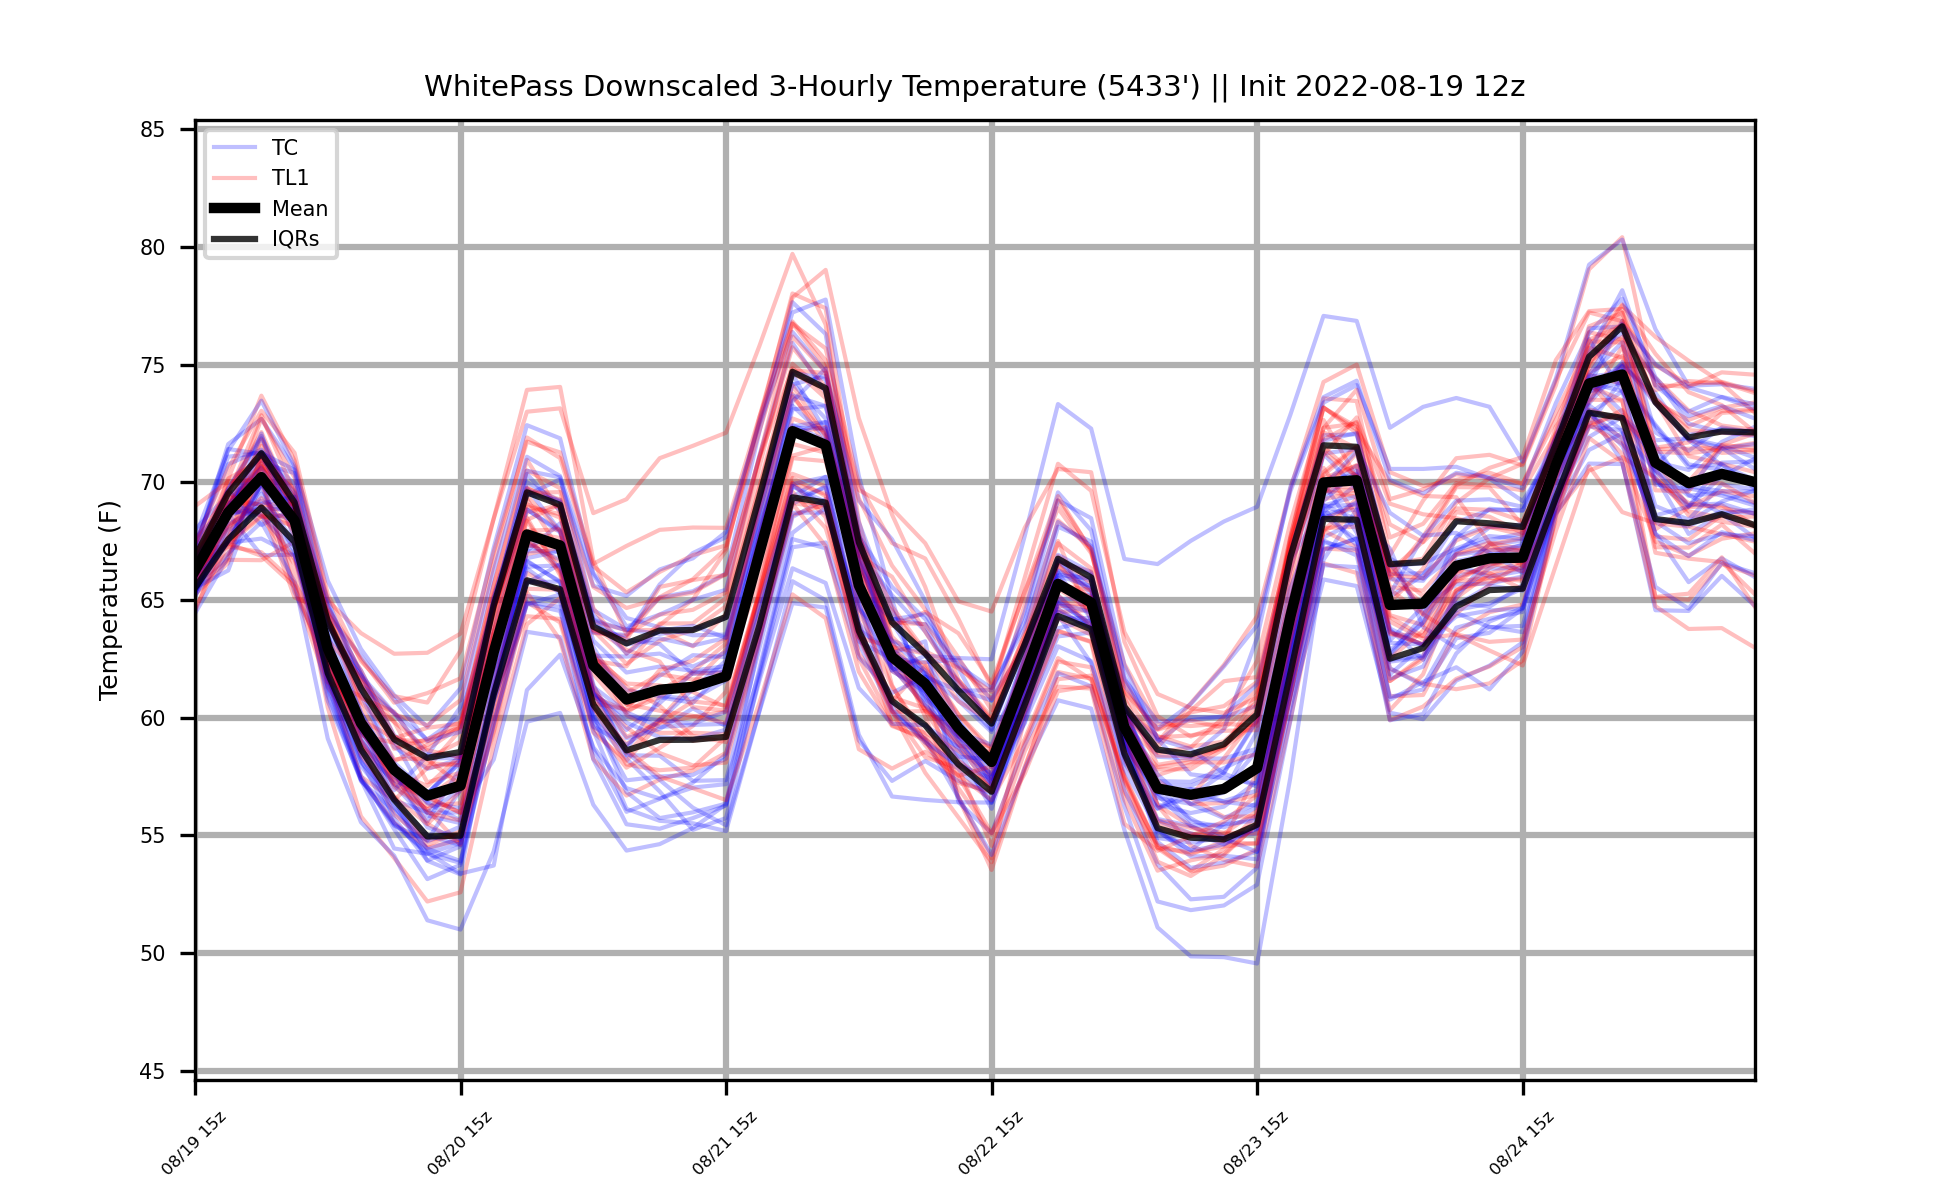 WhitePass Downscaled 3-Hourly Temperature (5433') || Init 2022-08-19 12z
85
80
75
70
65
60
55
50
45
Temperature (F)
TC
TL1
Mean
IQRs
08/19 15z
08/20 15z
08/21 15z
08/22 15z
08/23 15z
08/24 15z